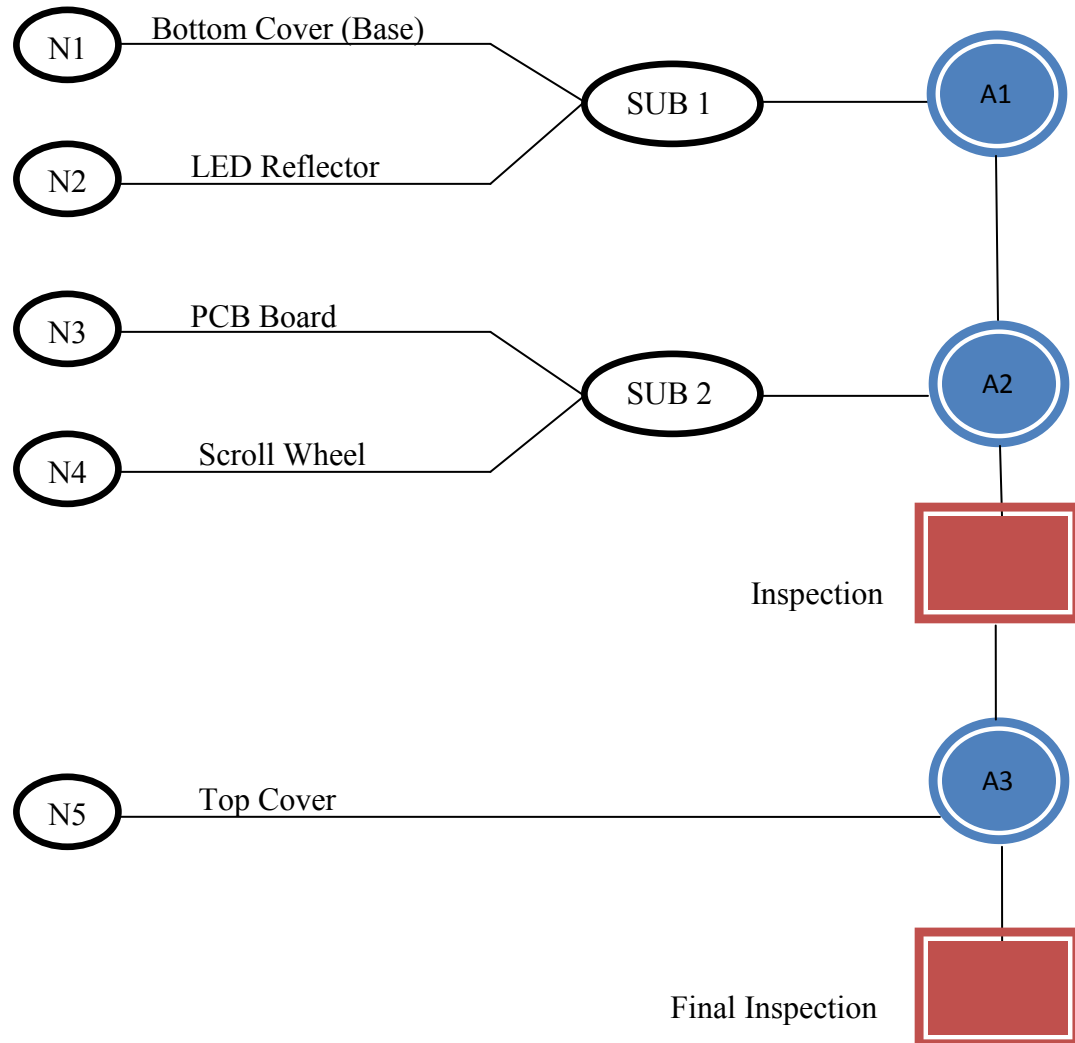 N1
Bottom Cover (Base)
SUB 1
A1
N2
LED Reflector
N3
PCB Board
SUB 2
A2
N4
Scroll Wheel
Inspection
N5
Top Cover
A3
Final Inspection